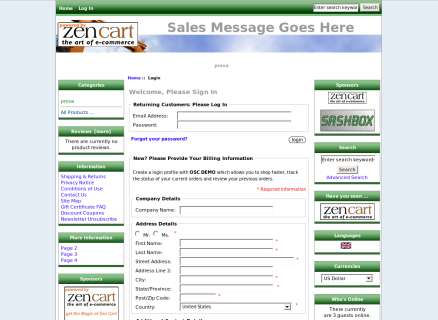 Home Log In
Enter search keywo Search
powered by
zen cart
the art of e-commerce
Sales Message Goes Here
Categories
prova
All Products ...
Reviews [more]
There are currently no
product reviews.
Information
Shipping & Returns
Privacy Notice
Conditions of Use
Contact Us
Site Map
Gift Certificate FAQ
Discount Coupons
Newsletter Unsubscribe
More Information
Page 2
Page 3
Page 4
Sponsors
powered by
zen cart
the art of e-commerce
get the Reign of Zen Cart!
prova
Home :: Login
Welcome, Please Sign In
Returning Customers: Please Log In
Email Address:
Password:
Forgot your password?
login
New? Please Provide Your Billing Information
Create a login profile with OSC DEMO which allows you to shop faster, track
the status of your current orders and review your previous orders.
* Required information
Company Details
Company Name:
Address Details
Mr. Ms. *
First Name: *
Last Name: *
Street Address: *
Address Line 2:
City: *
State/Province: *
Post/Zip Code: *
Country: United States *
Sponsors
zen cart
the art of e-commerce
SASHBOX
Search
Enter search keyword
Search
Advanced Search
Have you seen ...
zen cart
the art of e-commerce
Languages
Currencies
US Dollar
Who's Online
There currently
are 3 guests online.